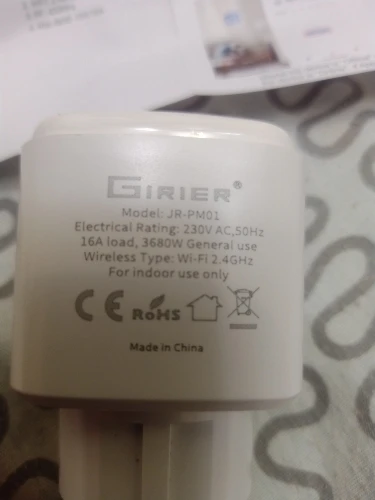 GIRIER®
Model: JR-PM01
Electrical Rating: 230V AC,50Hz
16A load, 3680W General use
Wireless Type: Wi-Fi 2.4GHz
For indoor use only
CE RoHS
Made in China